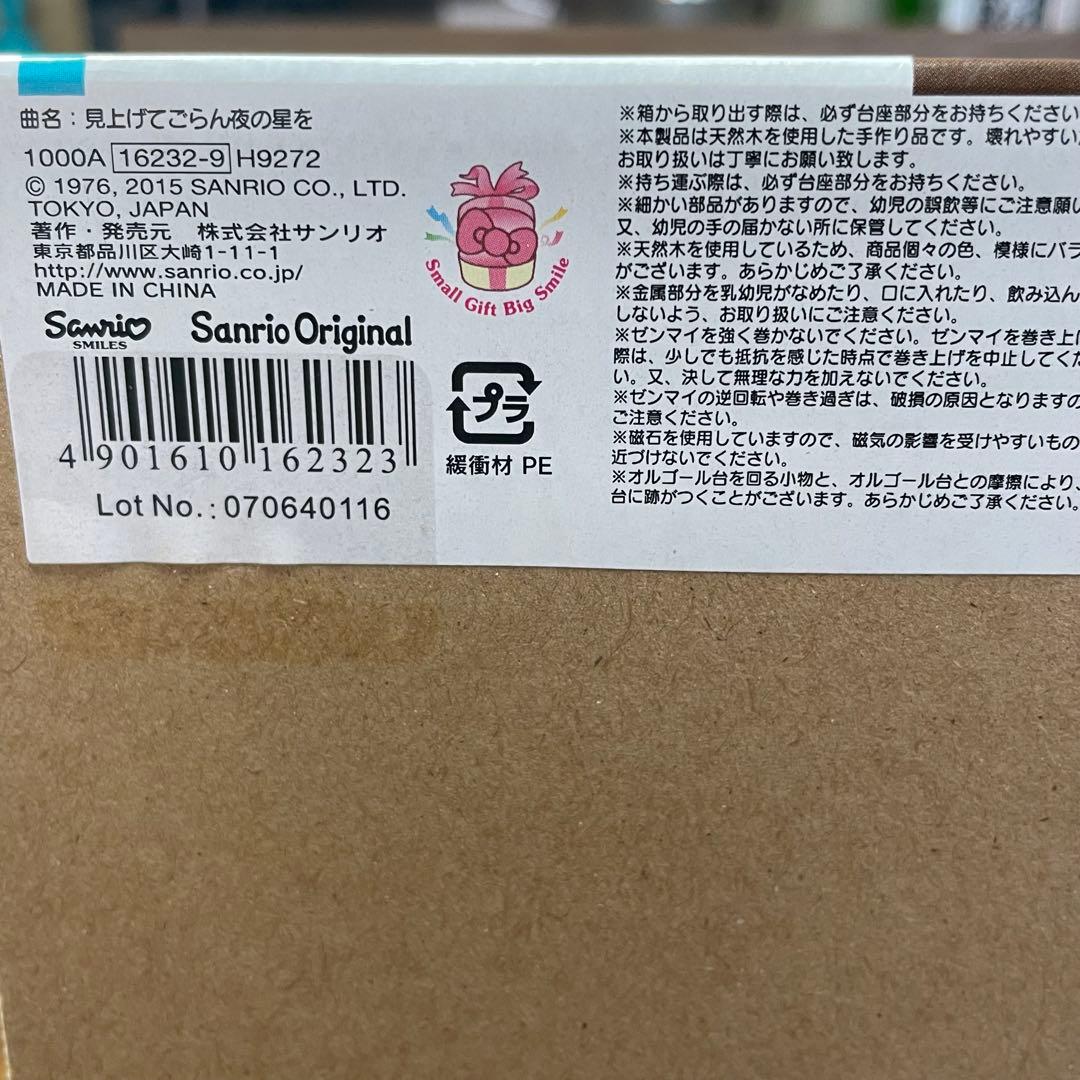 曲名：見上げてごらん夜の星を
1000A 16232-9 H9272
© 1976, 2015 SANRIO CO., LTD.
TOKYO, JAPAN
著作・発売元　株式会社サンリオ
東京都品川区大崎1-11-1
http://www.sanrio.co.jp/
MADE IN CHINA
Sanrio
SMILES
Sanrio Original
4 901610 162323
Lot No.: 070640116
Small Gift Big Smile
プラ
緩衝材 PE
※箱から取り出す際は、必ず台座部分をお持ちください
※本製品は天然木を使用した手作り品です。壊れやすい
お取り扱いは丁寧にお願い致します。
※持ち運ぶ際は、必ず台座部分をお持ちください。
※細かい部品がありますので、幼児の誤飲等にご注意願い
又、幼児の手の届かない所に保管してください。
※天然木を使用しているため、商品個々の色、模様にバラ
がございます。あらかじめご了承ください。
※金属部分を乳幼児がなめたり、口に入れたり、飲み込ん
しないよう、お取り扱いにご注意ください。
※ゼンマイを強く巻かないでください。ゼンマイを巻き上げ
際は、少しでも抵抗を感じた時点で巻き上げを中止してくだ
い。又、決して無理な力を加えないでください。
※ゼンマイの逆回転や巻き過ぎは、破損の原因となりますの
ご注意ください。
※磁石を使用していますので、磁気の影響を受けやすいもの
近づけないでください。
※オルゴール台を回る小物と、オルゴール台との摩擦により、
台に跡がつくことがございます。あらかじめご了承ください。